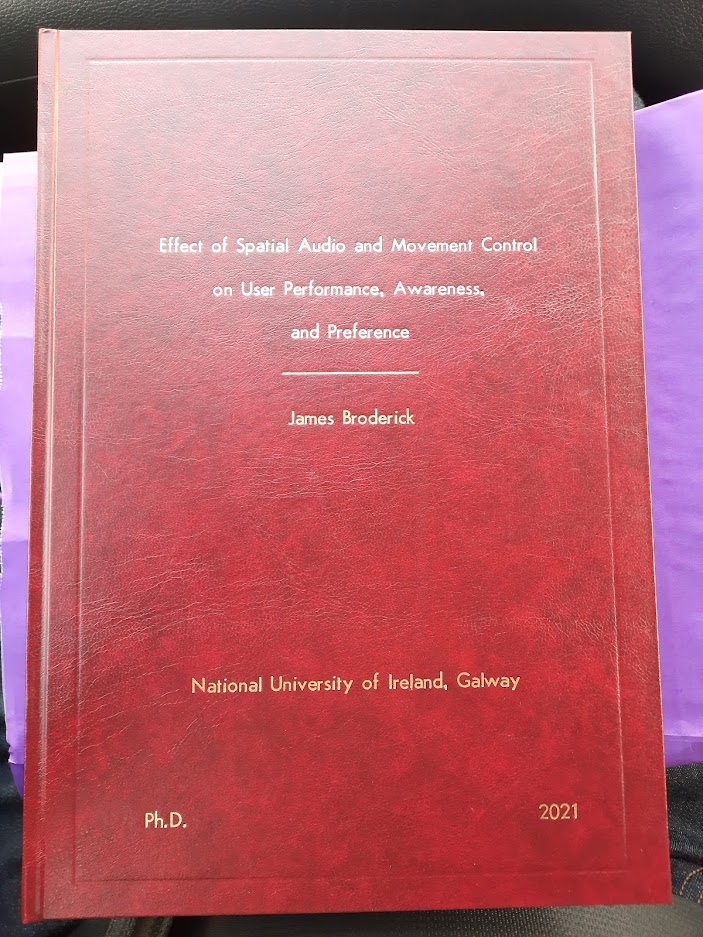 Effect of Spatial Audio and Movement Control
on User Performance, Awareness,
and Preference
James Broderick
National University of Ireland, Galway
Ph.D.
2021